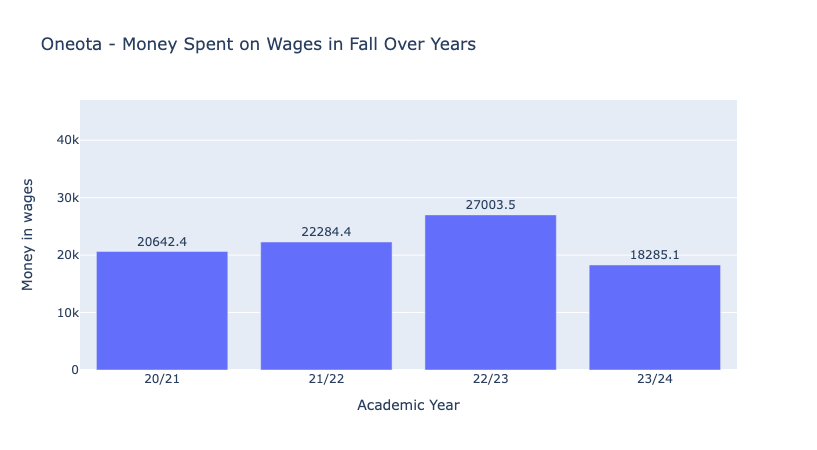 Oneota - Money Spent on Wages in Fall Over Years
Money in wages
40k
30k
20k
10k
0
20642.4
22284.4
27003.5
18285.1
20/21
21/22
22/23
23/24
Academic Year